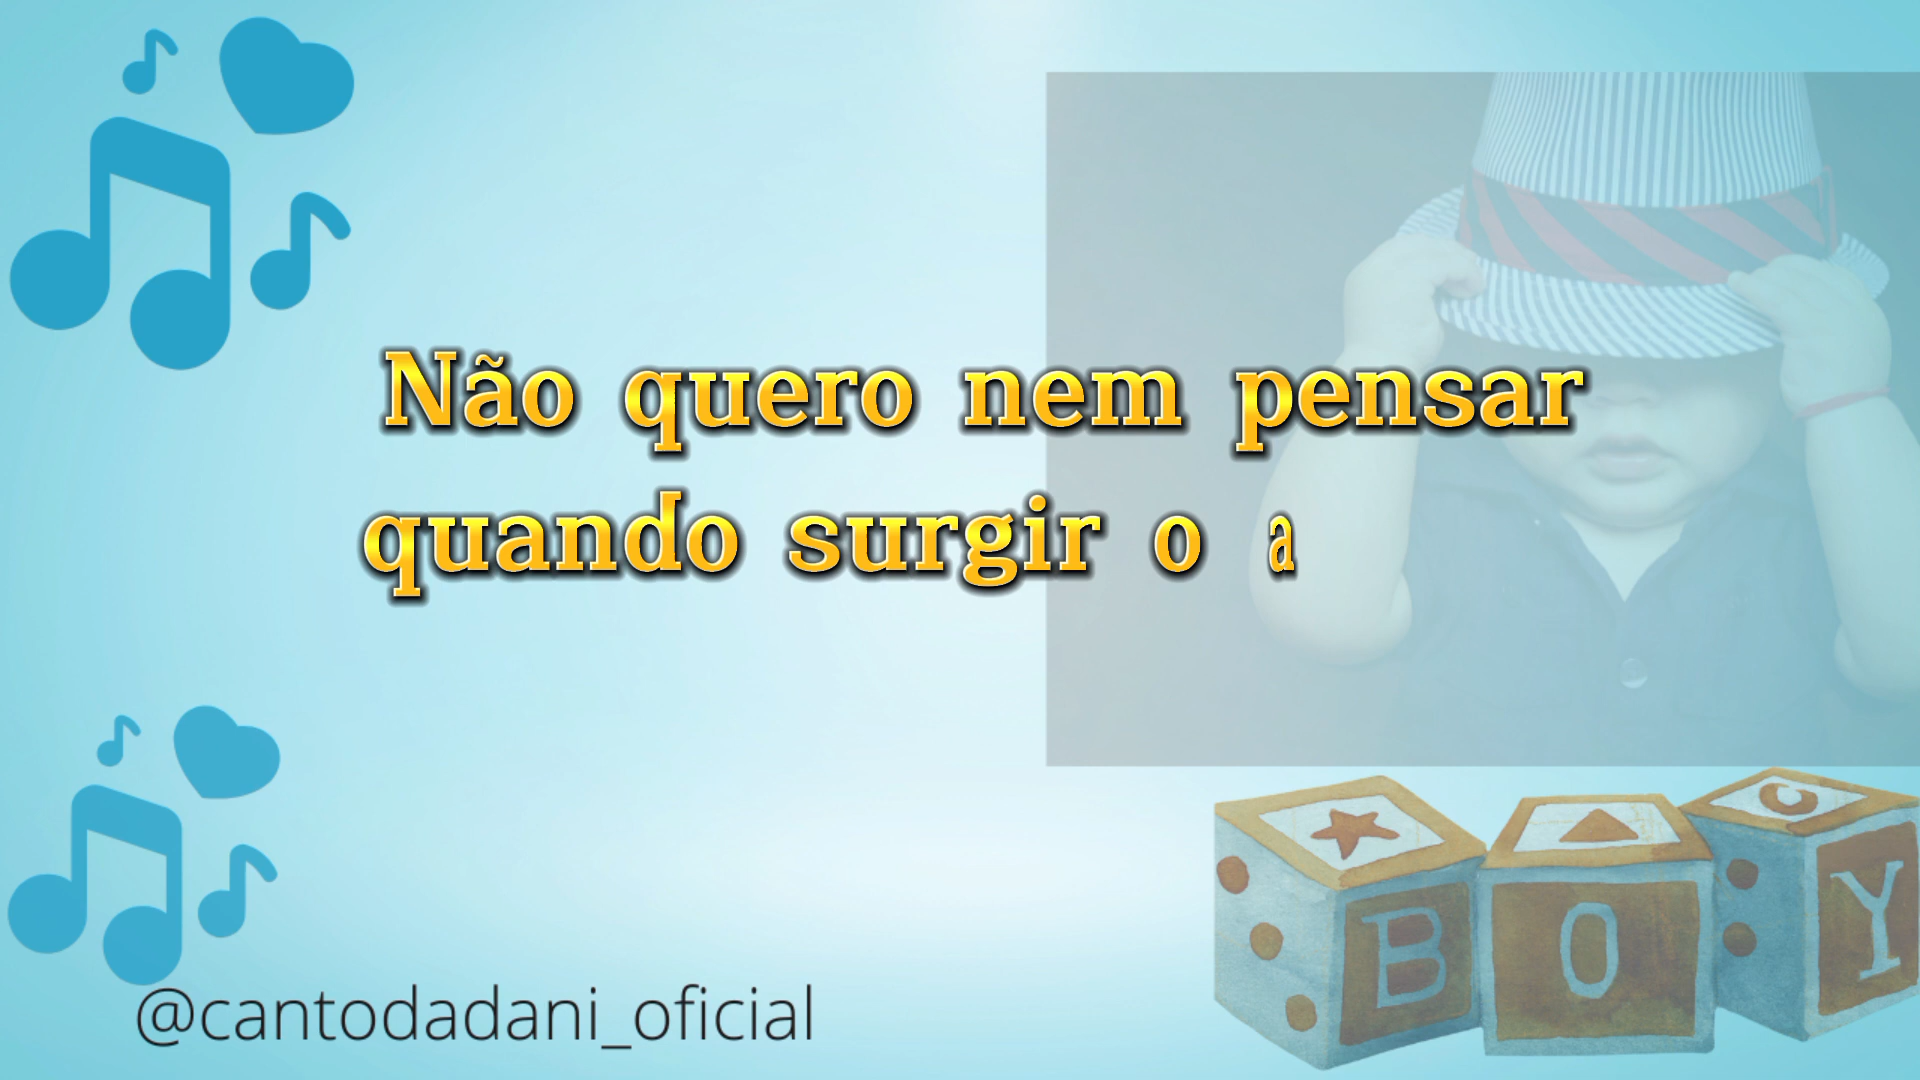 Não quero nem pensar
quando surgir o a
C
B O Y
@cantodadani_oficial